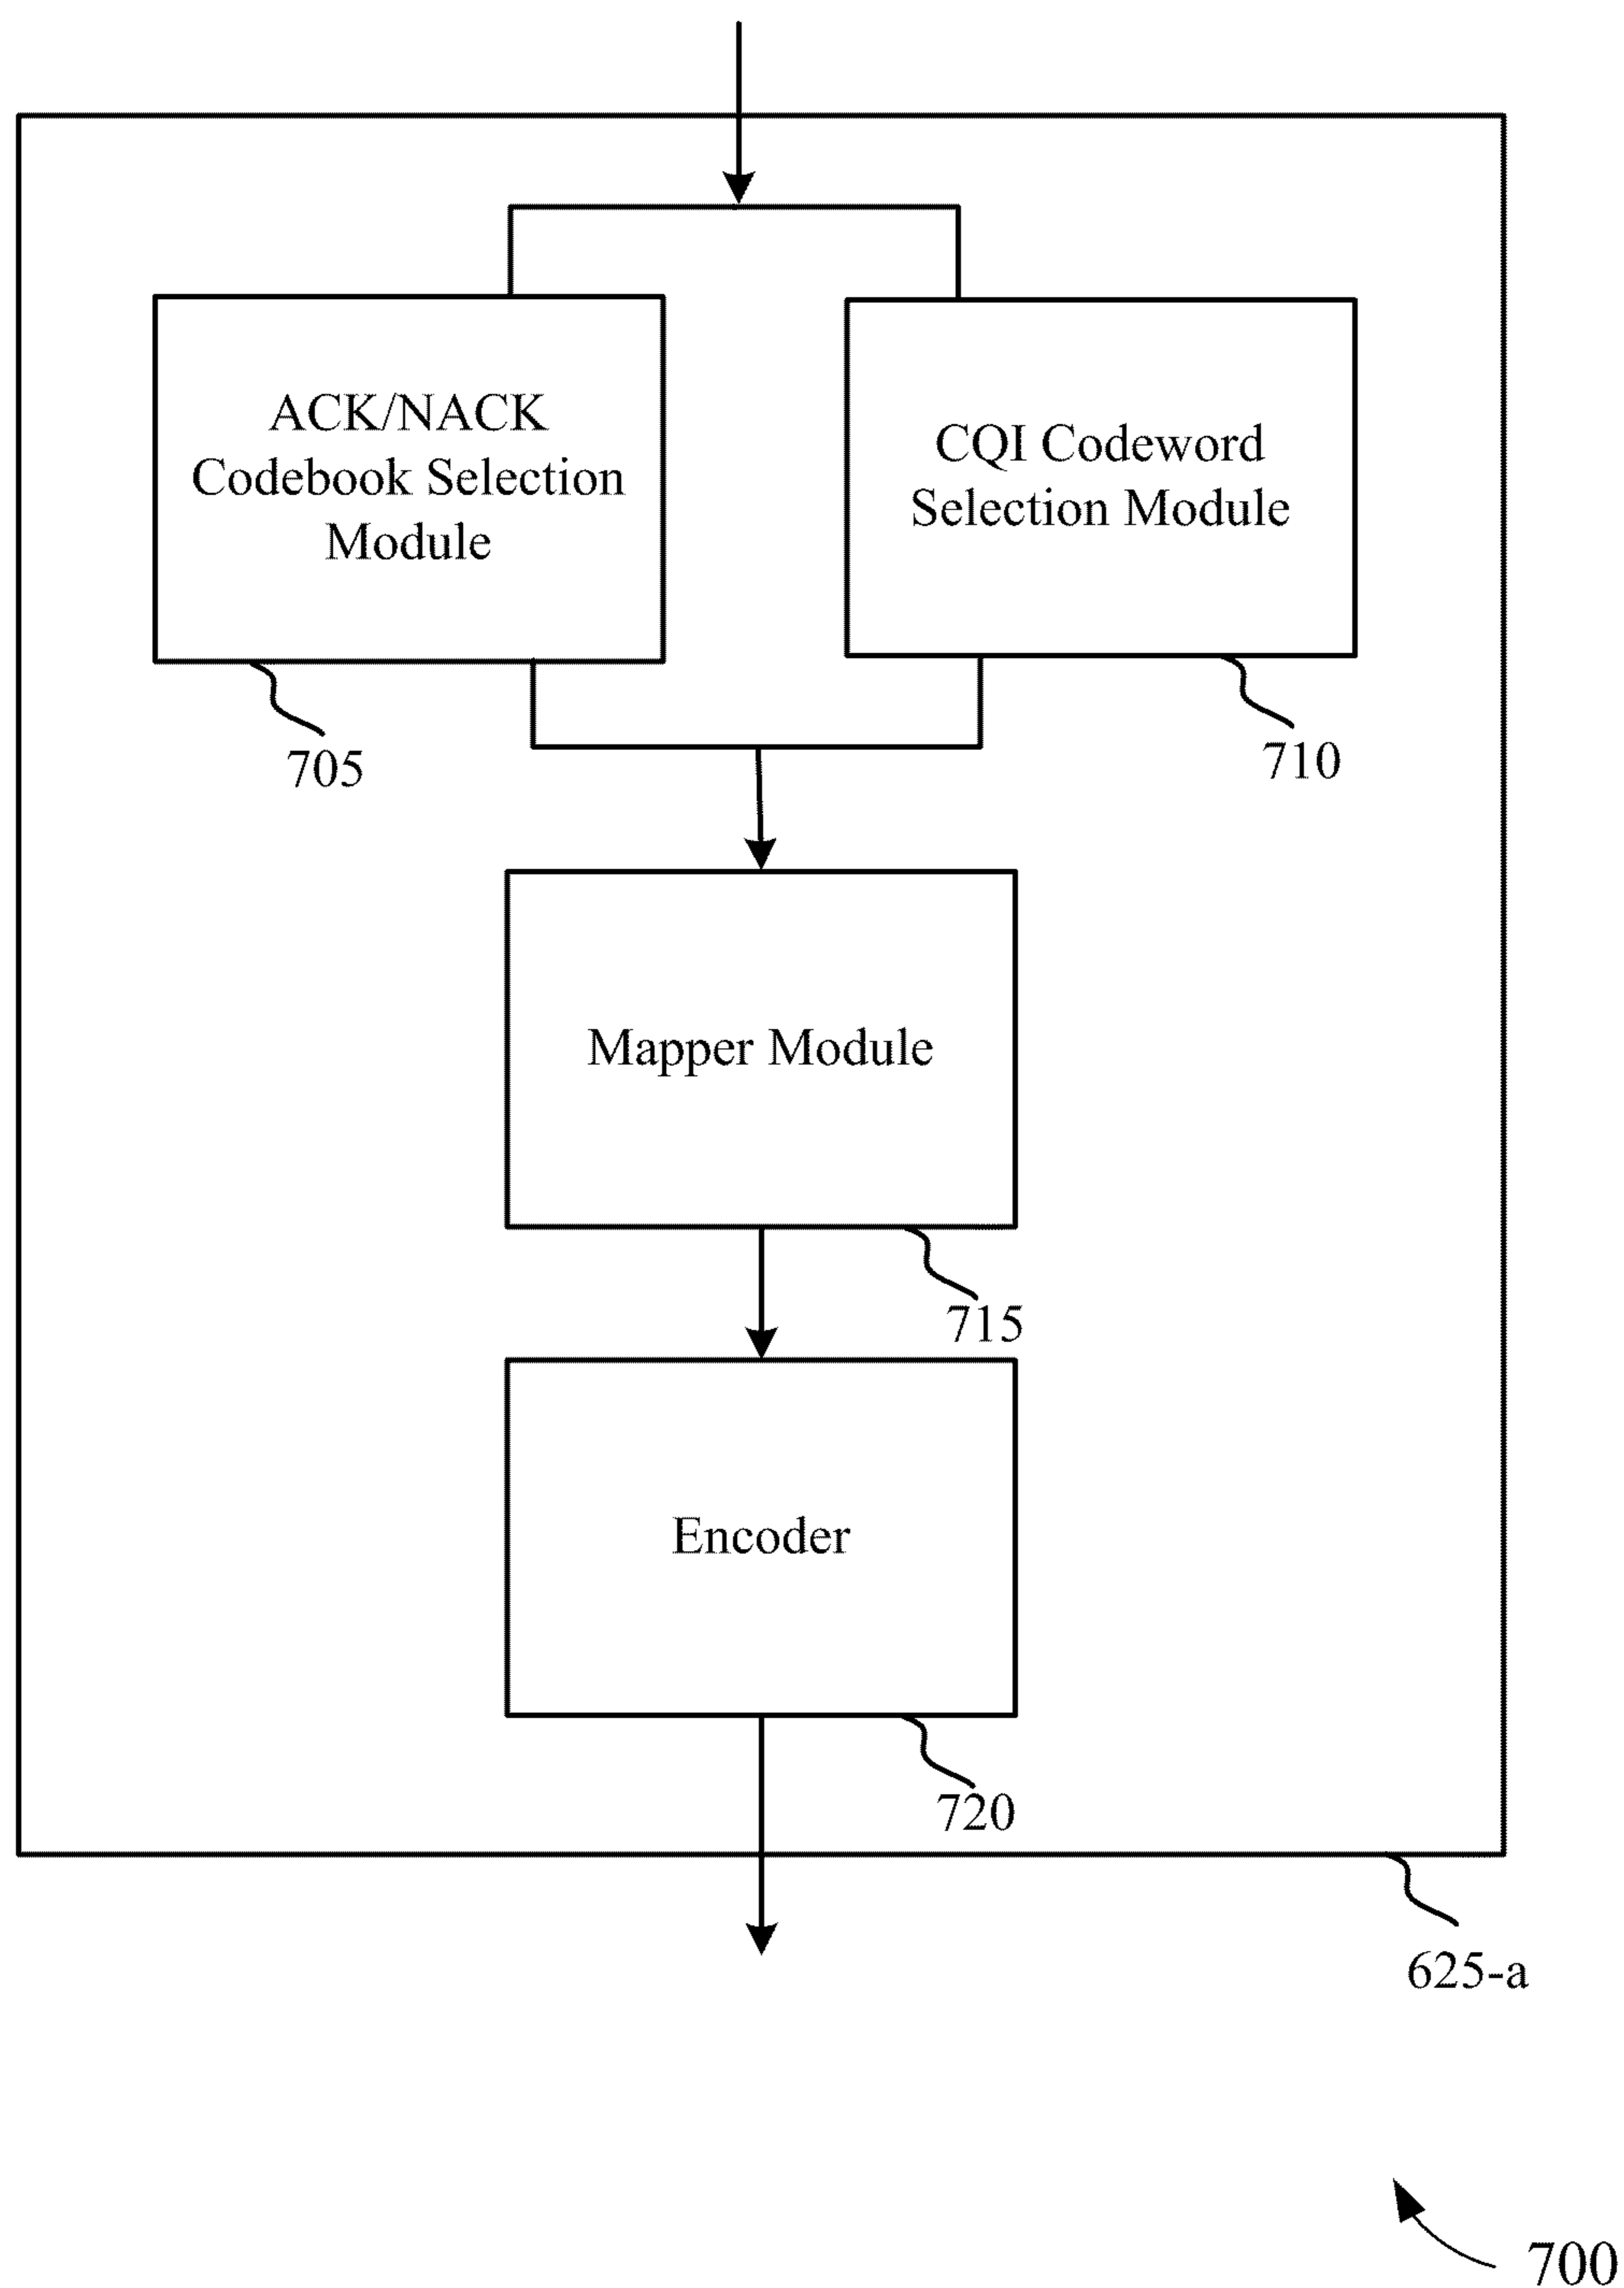 ACK/NACK
Codebook Selection
Module
CQI Codeword
Selection Module
705
710
Mapper Module
715
Encoder
720
625-a
700